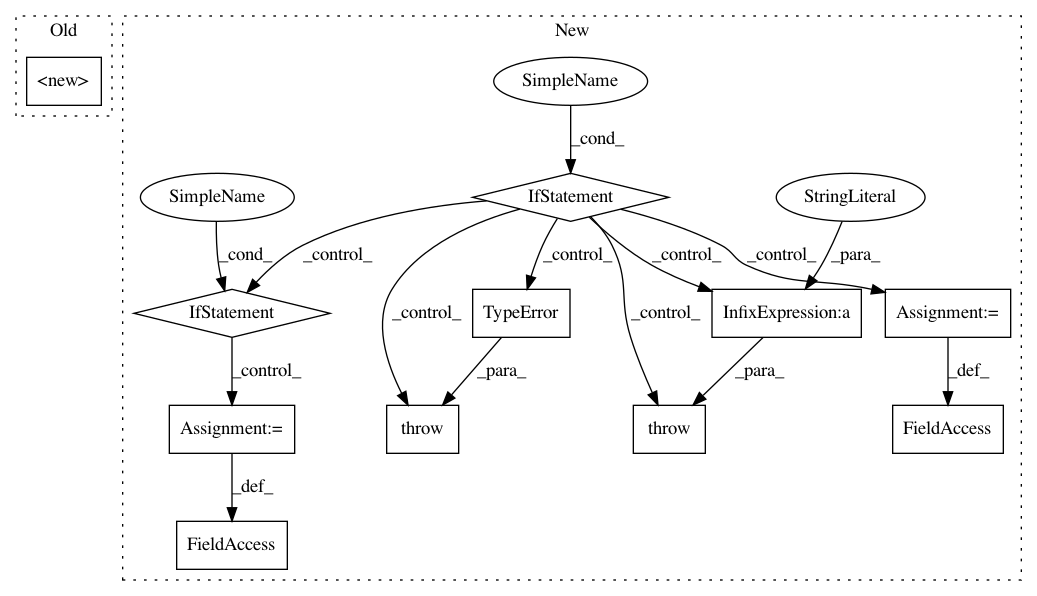 Old
New
<new>
SimpleName
_cond_
SimpleName
IfStatement
StringLiteral
_cond_
_control_
_control_
_control_
_control_
_para_
_control_
_control_
IfStatement
TypeError
InfixExpression:a
Assignment:=
_control_
_para_
_para_
_def_
Assignment:=
throw
throw
FieldAccess
_def_
FieldAccess